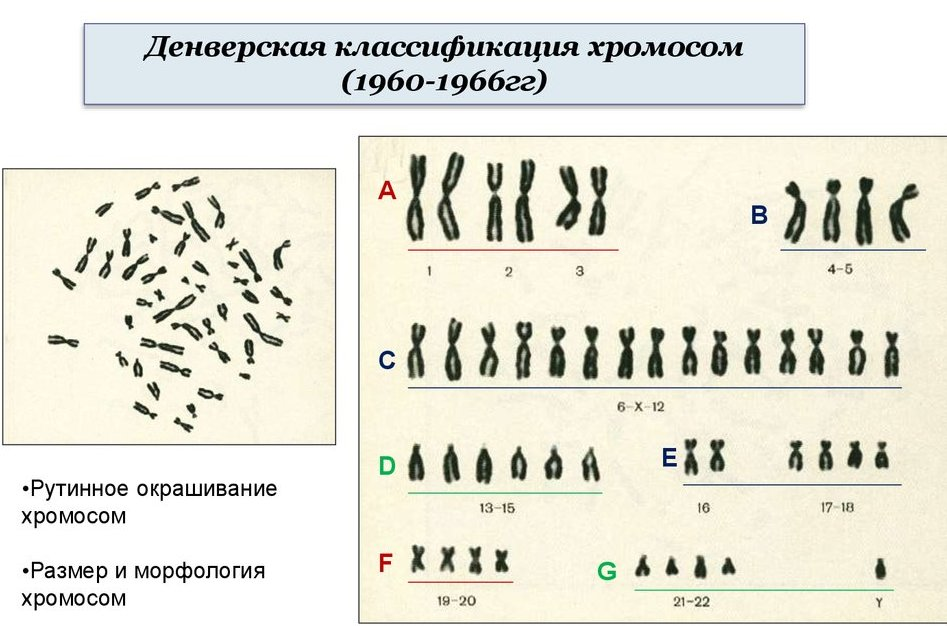 Денверская классификация хромосом
(1960-1966гг)
A
B
1 2 3
4-5
C
6-X-12
D
E
13-15
16
17-18
•Рутинное окрашивание
хромосом
F
G
19-20
21-22
Y
•Размер и морфология
хромосом